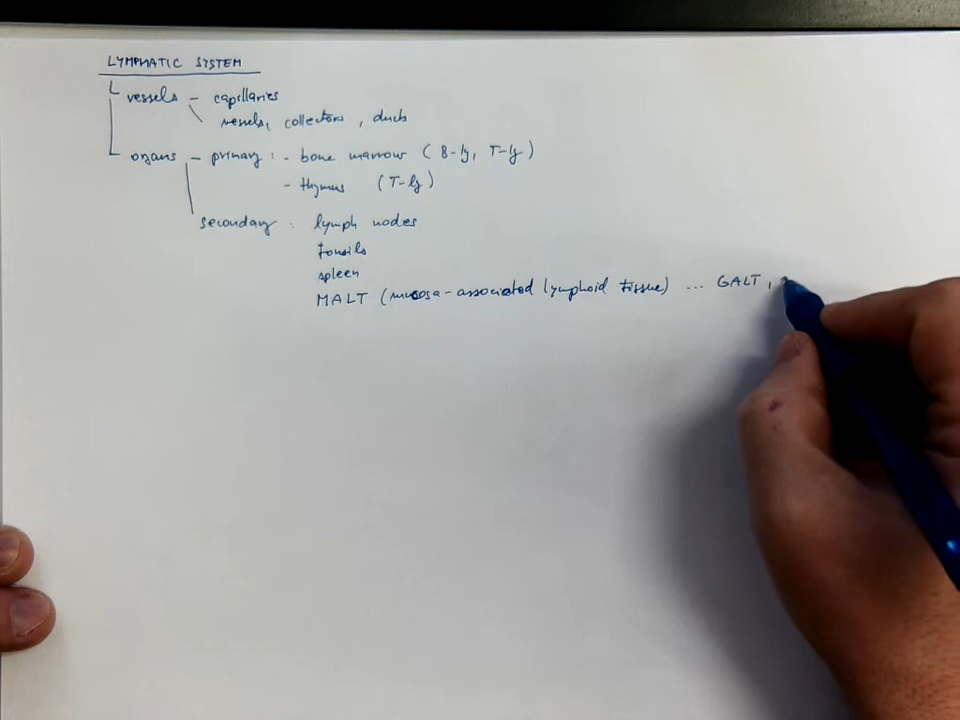 LYMPHATIC SYSTEM
vessels - capillaries
vessels, collectors, ducts
organs - primary : - bone marrow (B-ly, T-ly)
- thymus (T-ly)
secondary : lymph nodes
tonsils
spleen
MALT (mucosa-associated lymphoid tissue) ... GALT,